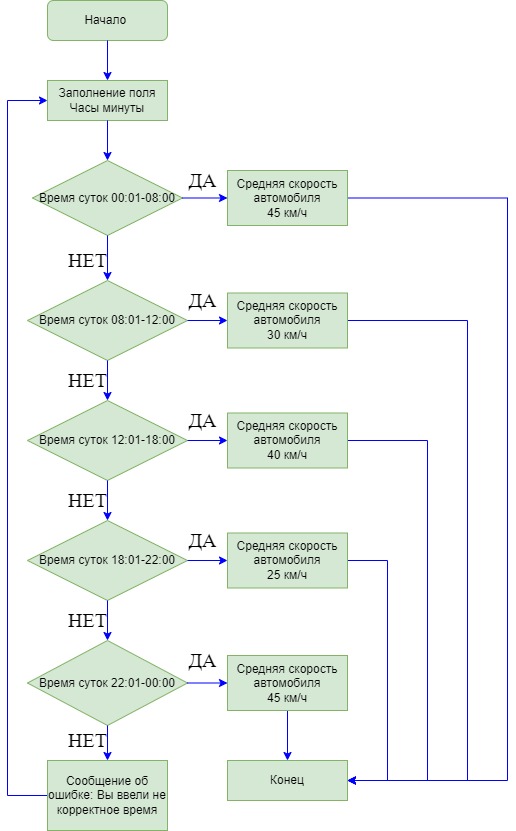 Начало
Заполнение поля
Часы минуты
Время суток 00:01-08:00
ДА
Средняя скорость
автомобиля
45 км/ч
НЕТ
Время суток 08:01-12:00
ДА
Средняя скорость
автомобиля
30 км/ч
НЕТ
Время суток 12:01-18:00
ДА
Средняя скорость
автомобиля
40 км/ч
НЕТ
Время суток 18:01-22:00
ДА
Средняя скорость
автомобиля
25 км/ч
НЕТ
Время суток 22:01-00:00
ДА
Средняя скорость
автомобиля
45 км/ч
НЕТ
Сообщение об
ошибке: Вы ввели не
корректное время
Конец